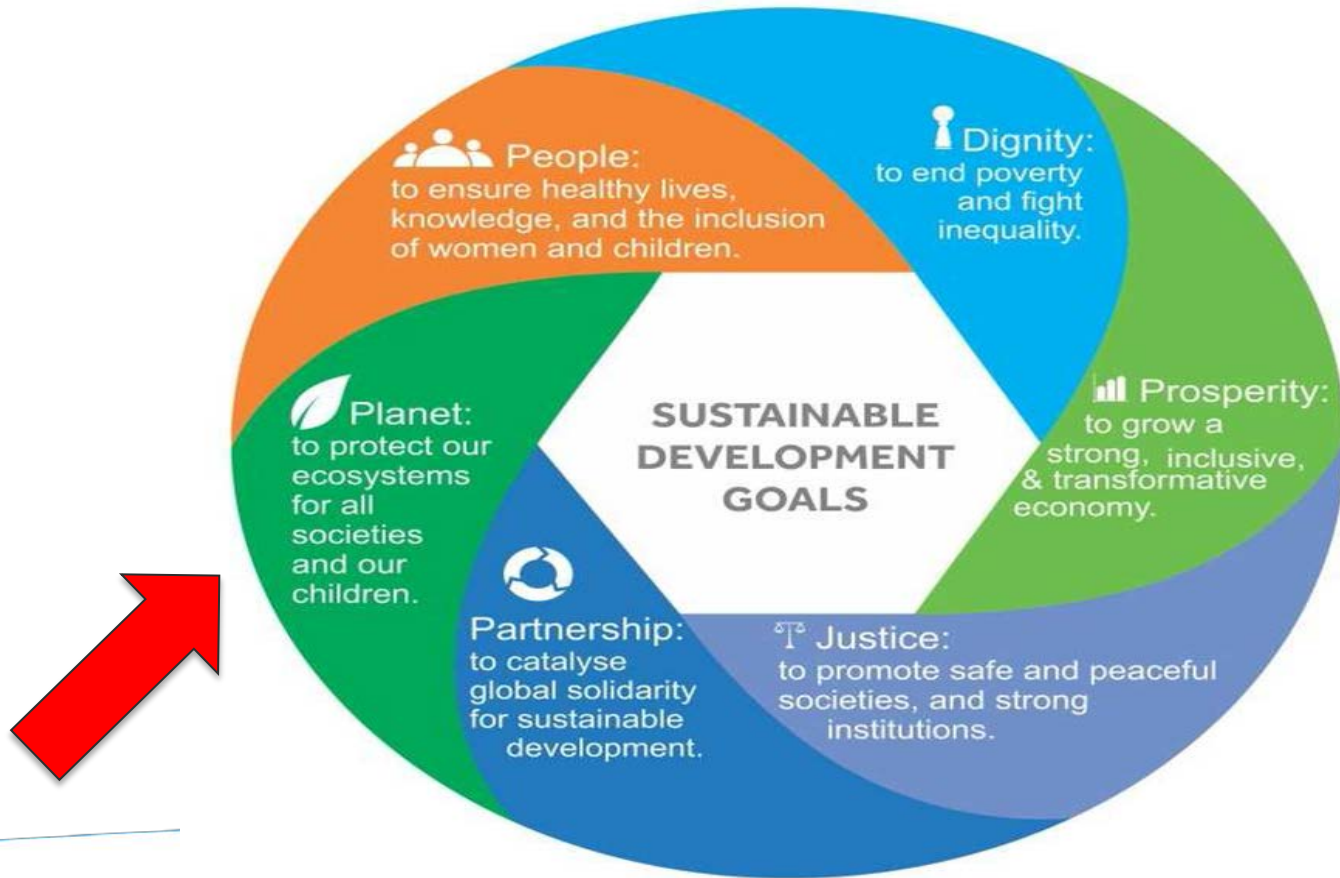 People:
to ensure healthy lives,
knowledge, and the inclusion
of women and children.
Dignity:
to end poverty
and fight
inequality.
Planet:
to protect our
ecosystems
for all
societies
and our
children.
SUSTAINABLE
DEVELOPMENT
GOALS
Prosperity:
to grow a
strong, inclusive,
& transformative
economy.
Partnership:
to catalyse
global solidarity
for sustainable
development.
Justice:
to promote safe and peaceful
societies, and strong
institutions.